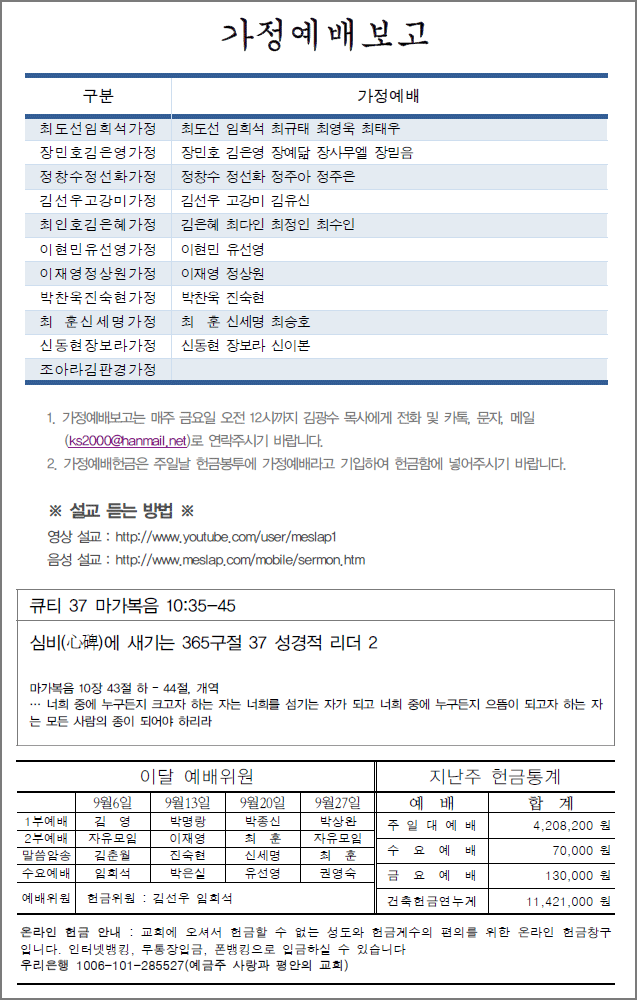 가정예배보고
구분 가정예배
최도선임희석가정 최도선 임희석 최규태 최영욱 최태우
장민호김은영가정 장민호 김은영 장예닮 장사무엘 장믿음
정창수정선화가정 정창수 정선화 정주아 정주은
김선우고강미가정 김선우 고강미 김유신
최인호김은혜가정 김은혜 최다인 최정인 최수인
이현민유선영가정 이현민 유선영
이재영정상원가정 이재영 정상원
박찬욱진숙현가정 박찬욱 진숙현
최 훈신세명가정 최 훈 신세명 최승호
신동현장보라가정 신동현 장보라 신이본
조아라김판경가정
1. 가정예배보고는 매주 금요일 오전 12시까지 김광수 목사에게 전화 및 카톡, 문자, 메일
(ks2000@hanmail.net)로 연락주시기 바랍니다.
2. 가정예배헌금은 주일날 헌금봉투에 가정예배라고 기입하여 헌금함에 넣어주시기 바랍니다.
※ 설교 듣는 방법 ※
영상 설교 : http://www.youtube.com/user/meslap1
음성 설교 : http://www.meslap.com/mobile/sermon.htm
큐티 37 마가복음 10:35-45
심비(心碑)에 새기는 365구절 37 성경적 리더 2
마가복음 10장 43절 하 - 44절, 개역
… 너희 중에 누구든지 크고자 하는 자는 너희를 섬기는 자가 되고 너희 중에 누구든지 으뜸이 되고자 하는 자
는 모든 사람의 종이 되어야 하리라
이달 예배위원
9월6일 9월13일 9월20일 9월27일
1부예배 김 영 박명랑 박종신 박상완
2부예배 자유모임 이재영 최 훈 자유모임
말씀암송 김춘월 진숙현 신세명 최 훈
수요예배 임희석 박은실 유선영 권영숙
예배위원 헌금위원 : 김선우 임희석
지난주 헌금통계
예 배 합 계
주 일 대 예 배 4,208,200 원
수 요 예 배 70,000 원
금 요 예 배 130,000 원
건축헌금연누계 11,421,000 원
온라인 헌금 안내 : 교회에 오셔서 헌금할 수 없는 성도와 헌금계수의 편의를 위한 온라인 헌금창구
입니다. 인터넷뱅킹, 무통장입금, 폰뱅킹으로 입금하실 수 있습니다
우리은행 1006-101-285527(예금주 사랑과 평안의 교회)